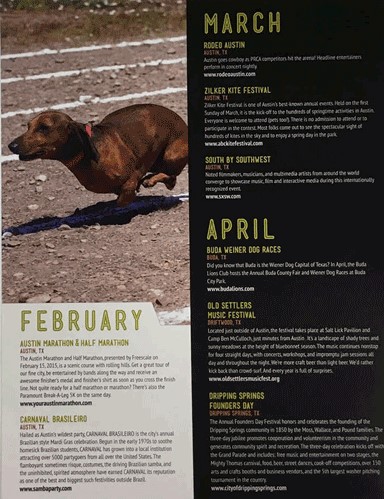 FEBRUARY
AUSTIN MARATHON & HALF MARATHON
AUSTIN, TX
The Austin Marathon and Half Marathon, presented by Freescale on
February 15, 2015, is a scenic course with rolling hills. Get a great tour of
our fine city, be entertained by bands along the way and receive an
awesome finisher's medal and finisher's shirt as soon as you cross the finish
line. Not quite ready for a half marathon or marathon? There's also the
Paramount Break-A-Leg 5K on the same day.
www.youraustinmarathon.com
CARNAVAL BRASILEIRO
AUSTIN, TX
Hailed as Austin's wildest party, CARNAVAL BRASILEIRO is the city's annual
Brazilian style Mardi Gras celebration. Begun in the early 1970s to soothe
homesick Brazilian students, CARNAVAL has grown into a local institution
attracting over 5000 partygoers from all over the United States. The
flamboyant sometimes risque, costumes, the driving Brazilian samba, and
the uninhibited, spirited atmosphere have earned CARNAVAL its reputation
as one of the best and biggest such festivities outside Brazil.
www.sambaparty.com
MARCH
RODEO AUSTIN
AUSTIN, TX
Austin goes cowboy as PRCA competitors hit the arena! Headline entertainers
perform in concert nightly.
www.rodeoaustin.com
ZILKER KITE FESTIVAL
AUSTIN, TX
Zilker Kite Festival is one of Austin's best-known annual events. Held on the first
Sunday of March, it is the kick-off to the hundreds of springtime activities in Austin.
Everyone is welcome to attend (pets too!). There is no admission to attend or to
participate in the contest. Most folks come out to see the spectacular sight of
hundreds of kites in the sky and to enjoy a spring day in the park.
www.abckitefestival.com
SOUTH BY SOUTHWEST
AUSTIN, TX
Noted filmmakers, musicians, and multimedia artists from around the world
converge to showcase music, film and interactive media during this internationally
recognized event.
www.sxsw.com
APRIL
BUDA WEINER DOG RACES
BUDA, TX
Did you know that Buda is the Wiener Dog Capital of Texas? In April, the Buda
Lions Club hosts the Annual Buda County Fair and Wiener Dog Races at Buda
City Park.
www.budalions.com
OLD SETTLERS
MUSIC FESTIVAL
DRIFTWOOD, TX
Located just outside of Austin, the festival takes place at Salt Lick Pavilion and
Camp Ben McCulloch, just minutes from Austin. It's a landscape of shady trees and
sunny meadows at the height of bluebonnet season. The music continues nonstop
for four straight days, with concerts, workshops, and impromptu jam sessions all
day and throughout the night. We're more craft beer than light beer. We'd rather
kick back than crowd-surf. And every year is full of surprises.
www.oldsettlersmusicfest.org
DRIPPING SPRINGS
FOUNDERS DAY
DRIPPING SPRINGS, TX
The Annual Founders Day Festival honors and celebrates the founding of the
Dripping Springs community in 1850 by the Moss, Wallace, and Pound families. The
three-day jubilee promotes cooperation and volunteerism in the community and
generates community spirit and recreation. The three-day celebration kicks off with
the Grand Parade and includes; free music and entertainment on two stages, the
Mighty Thomas carnival, food, beer, street dances, cook-off competitions, over 150
arts and crafts booths and business vendors, and the 5th largest washer pitching
tournament in the country.
www.cityofdrippingsprings.com